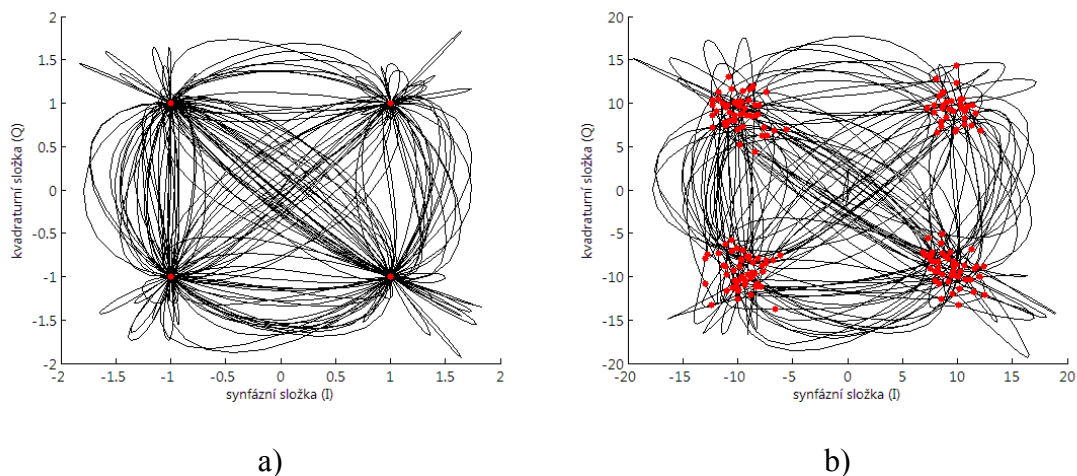 2
1.5
1
0.5
0
-0.5
-1
-1.5
-2
kvadraturní složka (Q)
-2 -1.5 -1 -0.5 0 0.5 1 1.5 2
synfázní složka (I)
a)
20
15
10
5
0
-5
-10
-15
-20
kvadraturní složka (Q)
-20 -15 -10 -5 0 5 10 15 20
synfázní složka (I)
b)